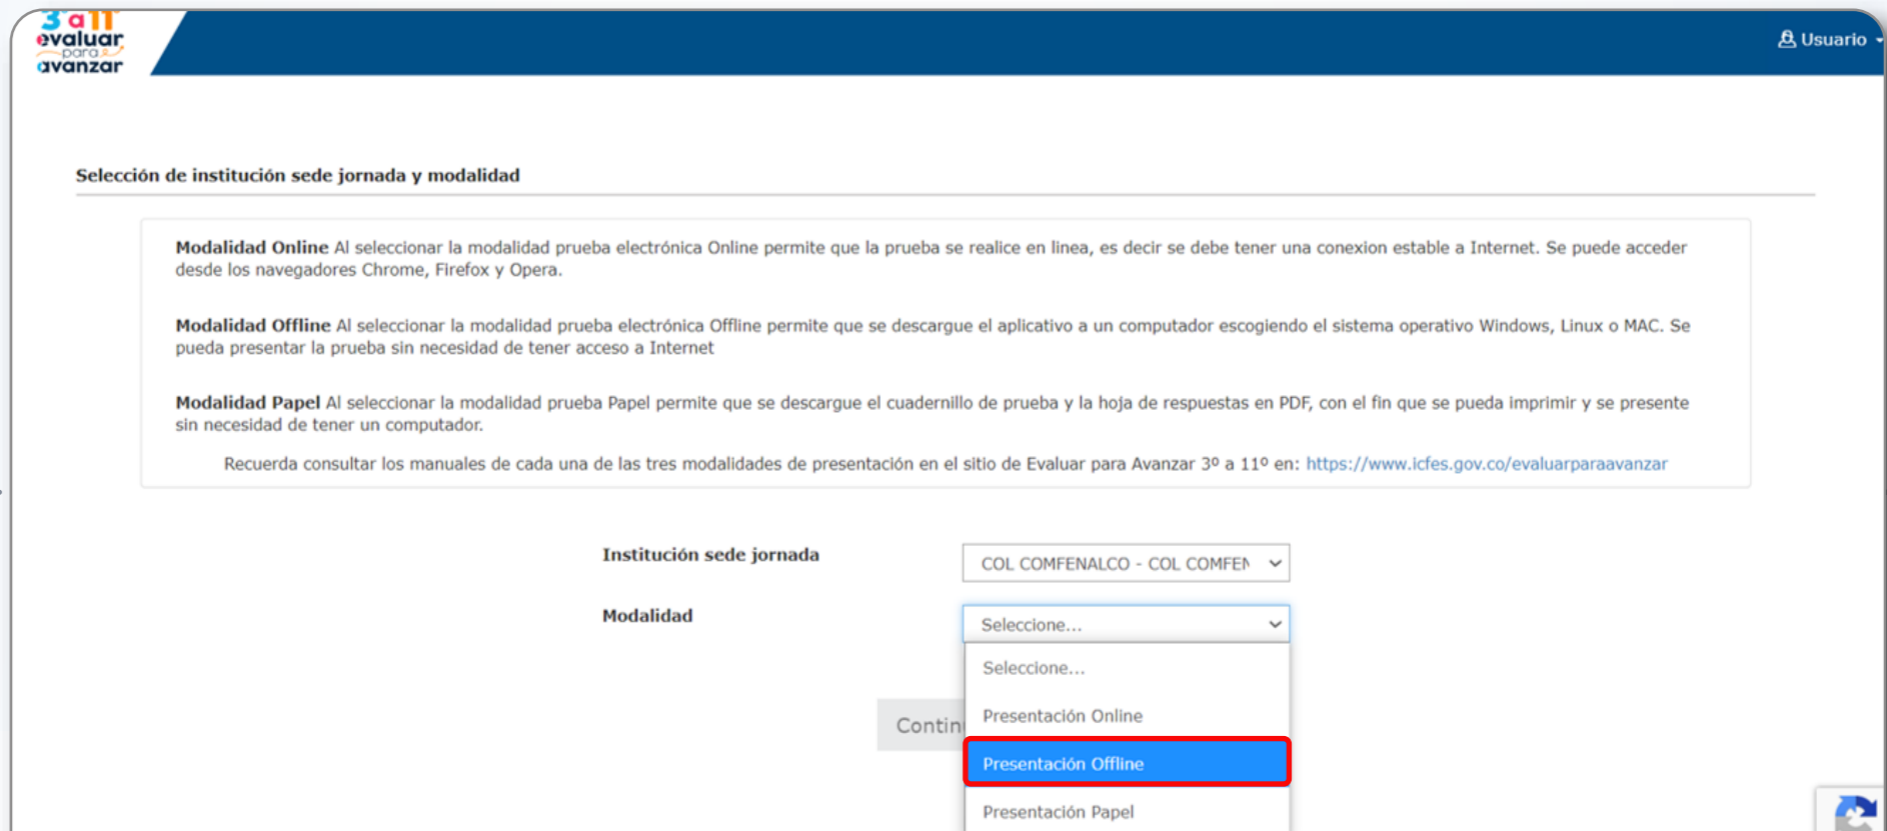 3°a11°
evaluar
para
avanzar
Usuario
Selección de institución sede jornada y modalidad
Modalidad Online Al seleccionar la modalidad prueba electrónica Online permite que la prueba se realice en linea, es decir se debe tener una conexion estable a Internet. Se puede acceder
desde los navegadores Chrome, Firefox y Opera.
Modalidad Offline Al seleccionar la modalidad prueba electrónica Offline permite que se descargue el aplicativo a un computador escogiendo el sistema operativo Windows, Linux o MAC. Se
pueda presentar la prueba sin necesidad de tener acceso a Internet
Modalidad Papel Al seleccionar la modalidad prueba Papel permite que se descargue el cuadernillo de prueba y la hoja de respuestas en PDF, con el fin que se pueda imprimir y se presente
sin necesidad de tener un computador.
Recuerda consultar los manuales de cada una de las tres modalidades de presentación en el sitio de Evaluar para Avanzar 3º a 11º en: https://www.icfes.gov.co/evaluarparaavanzar
Institución sede jornada
COL COMFENALCO - COL COMFEN
Modalidad
Seleccione...
Seleccione...
Presentación Online
Contin
Presentación Offline
Presentación Papel